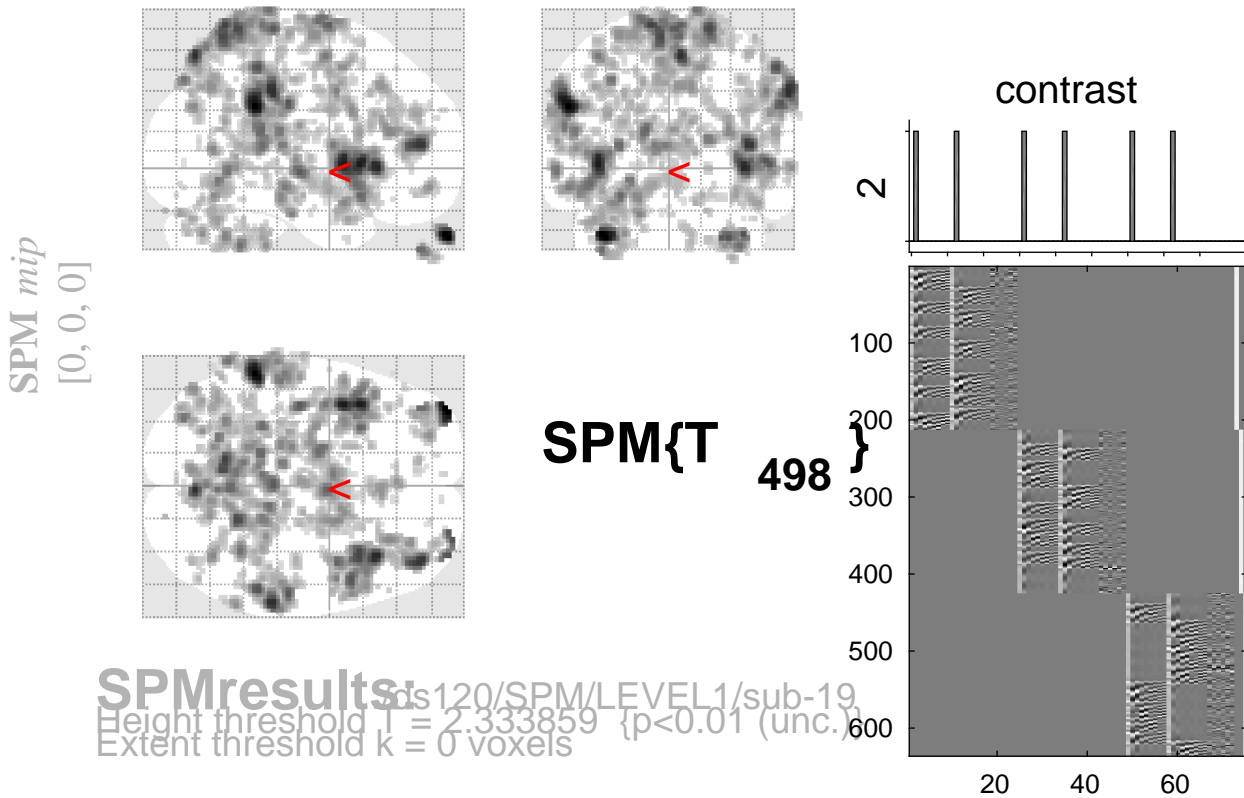 SPM mip
[0, 0, 0]
<
<
<
SPM{T498}
contrast
2
100
200
300
400
500
600
20 40 60
SPMresults: /ds120/SPM/LEVEL1/sub-19
Height threshold T = 2.333859 {p<0.01 (unc.)}
Extent threshold k = 0 voxels